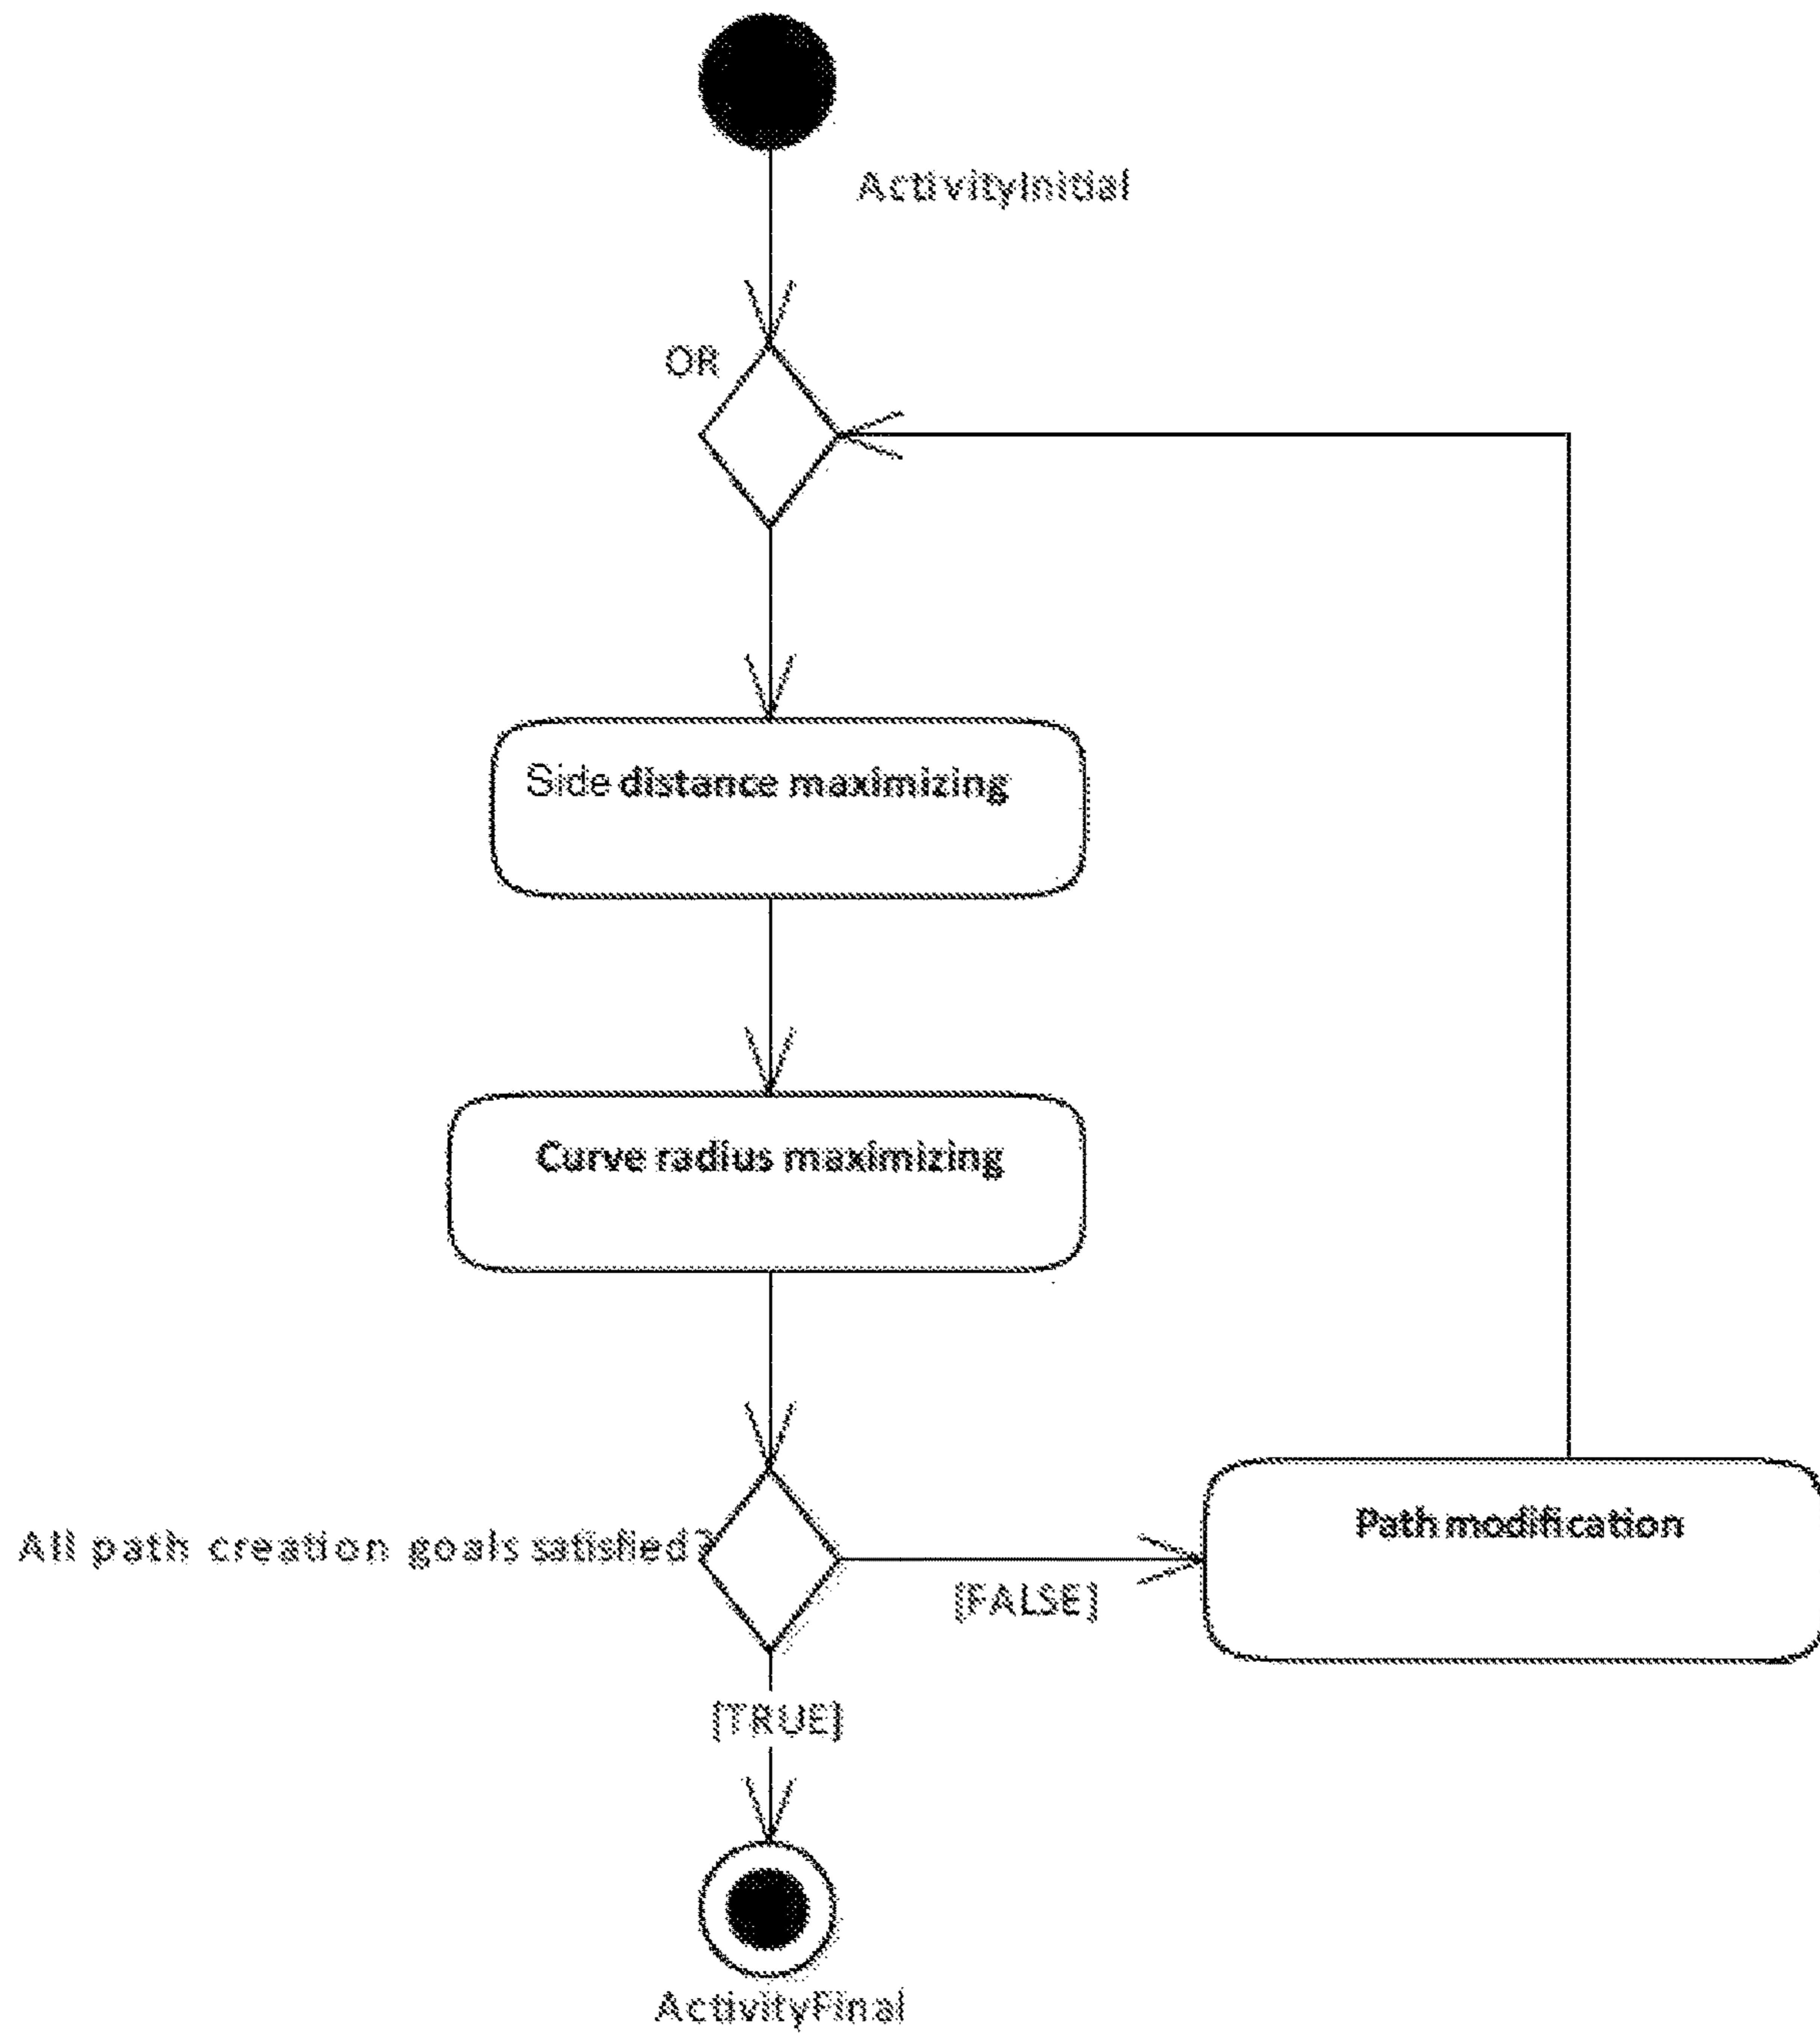 ActivityInitial
OR
Side distance maximizing
Curve radius maximizing
All path creation goals satisfied?
Path modification
[FALSE]
[TRUE]
ActivityFinal